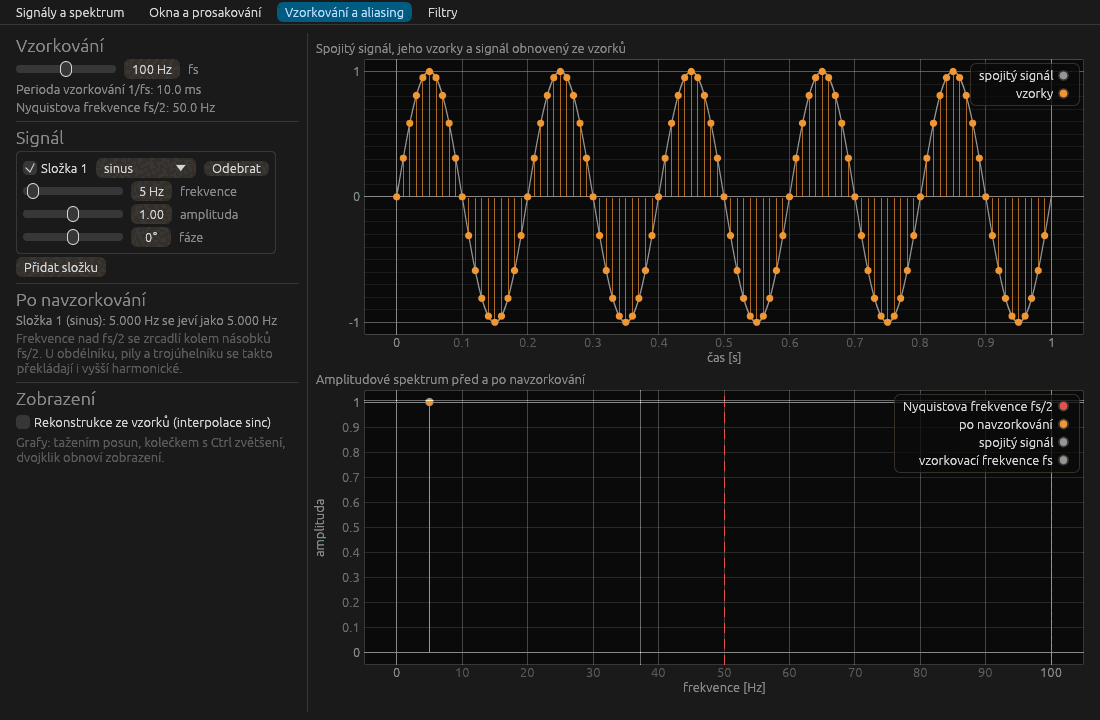 Signály a spektrum Okna a prosakování Vzorkování a aliasing Filtry
Vzorkování
100 Hz fs
Perioda vzorkování 1/fs: 10.0 ms
Nyquistova frekvence fs/2: 50.0 Hz
Signál
Složka 1 sinus Odebrat
5 Hz frekvence
1.00 amplituda
0° fáze
Přidat složku
Po navzorkování
Složka 1 (sinus): 5.000 Hz se jeví jako 5.000 Hz
Frekvence nad fs/2 se zrcadlí kolem násobků
fs/2. U obdélníku, pily a trojúhelníku se takto
překládají i vyšší harmonické.
Zobrazení
Rekonstrukce ze vzorků (interpolace sinc)
Grafy: tažením posun, kolečkem s Ctrl zvětšení,
dvojklik obnoví zobrazení.
Spojitý signál, jeho vzorky a signál obnovený ze vzorků
spojitý signál
vzorky
1
0
-1
0 0.1 0.2 0.3 0.4 0.5 0.6 0.7 0.8 0.9 1
čas [s]
Amplitudové spektrum před a po navzorkování
Nyquistova frekvence fs/2
po navzorkování
spojitý signál
vzorkovací frekvence fs
amplituda
1
0.9
0.8
0.7
0.6
0.5
0.4
0.3
0.2
0.1
0
0 10 20 30 40 50 60 70 80 90 100
frekvence [Hz]